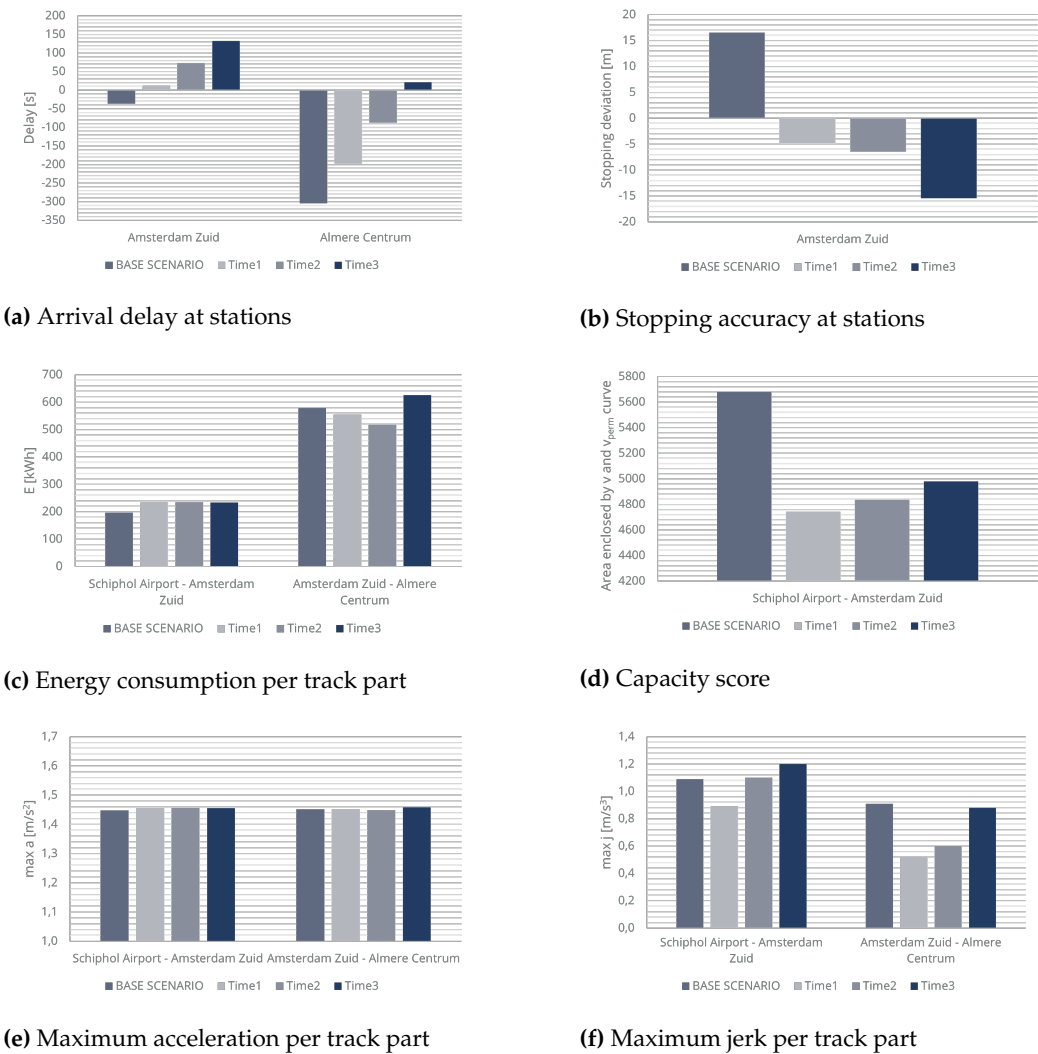 200
150
100
50
0
-50
-100
-150
-200
-250
-300
-350
Delay [s]
Amsterdam Zuid
Almere Centrum
BASE SCENARIO Time1 Time2 Time3
(a) Arrival delay at stations
20
15
10
5
0
-5
-10
-15
-20
Stopping deviation [m]
Amsterdam Zuid
BASE SCENARIO Time1 Time2 Time3
(b) Stopping accuracy at stations
700
600
500
400
300
200
100
0
E [kWh]
Schiphol Airport - Amsterdam
Zuid
Amsterdam Zuid - Almere
Centrum
BASE SCENARIO Time1 Time2 Time3
(c) Energy consumption per track part
5800
5600
5400
5200
5000
4800
4600
4400
4200
Area enclosed by v and vperm curve
Schiphol Airport - Amsterdam Zuid
BASE SCENARIO Time1 Time2 Time3
(d) Capacity score
1,7
1,6
1,5
1,4
1,3
1,2
1,1
1,0
max a [m/s²]
Schiphol Airport - Amsterdam Zuid Amsterdam Zuid - Almere Centrum
BASE SCENARIO Time1 Time2 Time3
(e) Maximum acceleration per track part
1,4
1,2
1,0
0,8
0,6
0,4
0,2
0,0
max j [m/s³]
Schiphol Airport - Amsterdam
Zuid
Amsterdam Zuid - Almere
Centrum
BASE SCENARIO Time1 Time2 Time3
(f) Maximum jerk per track part